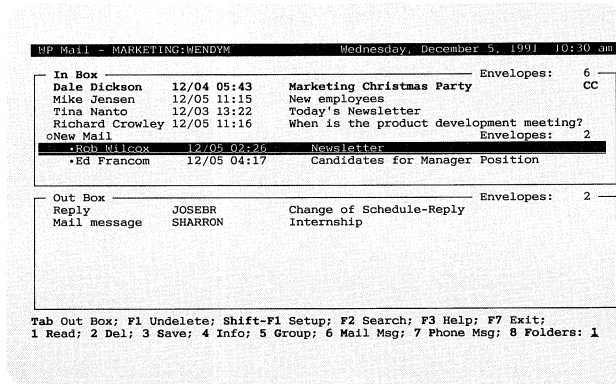 WP Mail - MARKETING:WENDYM Wednesday, December 5, 1991 10:30 am
In Box Envelopes: 6
Dale Dickson 12/04 05:43 Marketing Christmas Party CC
Mike Jensen 12/05 11:15 New employees
Tina Nanto 12/03 13:22 Today's Newsletter
Richard Crowley 12/05 11:16 When is the product development meeting?
oNew Mail Envelopes: 2
•Rob Wilcox 12/05 02:26 Newsletter
•Ed Francom 12/05 04:17 Candidates for Manager Position
Out Box Envelopes: 2
Reply JOSEBR Change of Schedule-Reply
Mail message SHARRON Internship
Tab Out Box; F1 Undelete; Shift-F1 Setup; F2 Search; F3 Help; F7 Exit;
1 Read; 2 Del; 3 Save; 4 Info; 5 Group; 6 Mail Msg; 7 Phone Msg; 8 Folders: 1